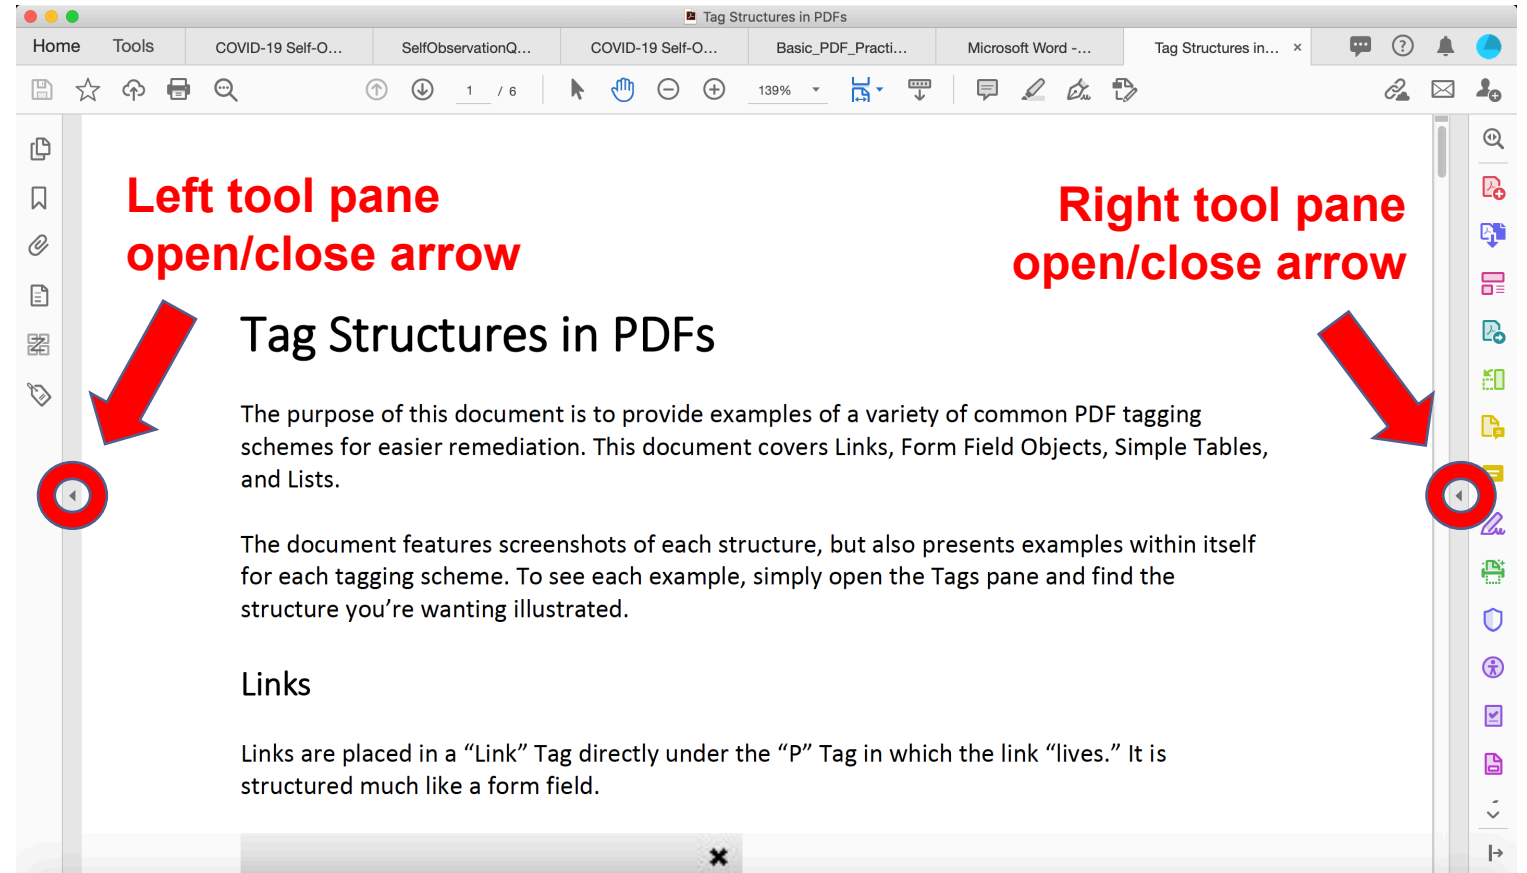 Tag Structures in PDFs
Home Tools COVID-19 Self-O... SelfObservationQ... COVID-19 Self-O... Basic_PDF_Practi... Microsoft Word -... Tag Structures in... ×
1 / 6 139%
Left tool pane
open/close arrow
Right tool pane
open/close arrow
Tag Structures in PDFs
The purpose of this document is to provide examples of a variety of common PDF tagging
schemes for easier remediation. This document covers Links, Form Field Objects, Simple Tables,
and Lists.
The document features screenshots of each structure, but also presents examples within itself
for each tagging scheme. To see each example, simply open the Tags pane and find the
structure you’re wanting illustrated.
Links
Links are placed in a “Link” Tag directly under the “P” Tag in which the link “lives.” It is
structured much like a form field.